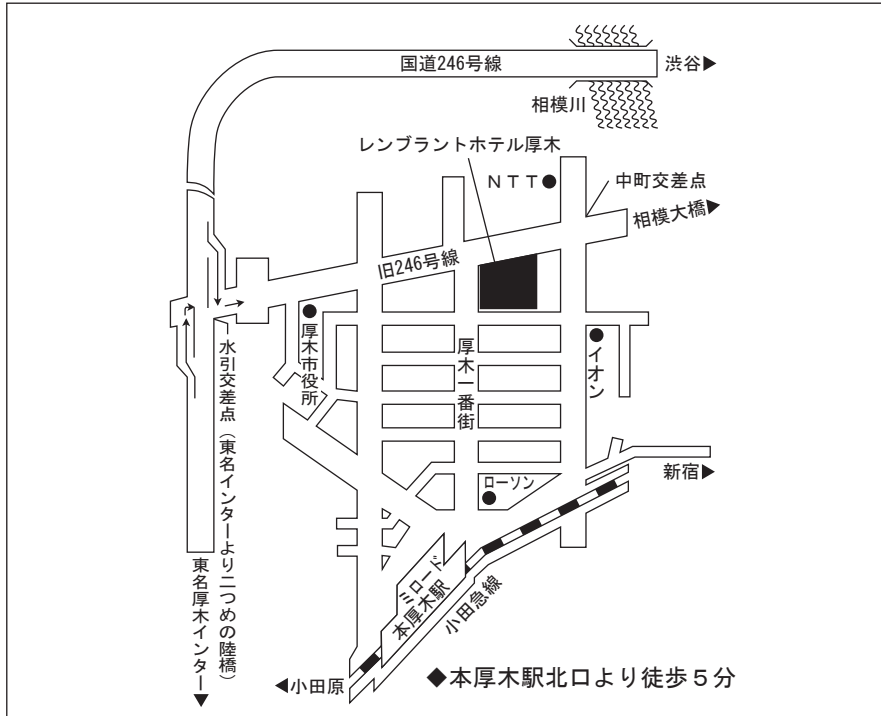 国道246号線
渋谷▶
相模川
レンブラントホテル厚木
NTT●
中町交差点
相模大橋▶
旧246号線
厚木市役所
厚木一番街
イオン
水引交差点（東名インターより二つめの陸橋）
ローソン
新宿▶
ミロード
本厚木駅
小田急線
東名厚木インター▼
◀小田原
◆本厚木駅北口より徒歩5分